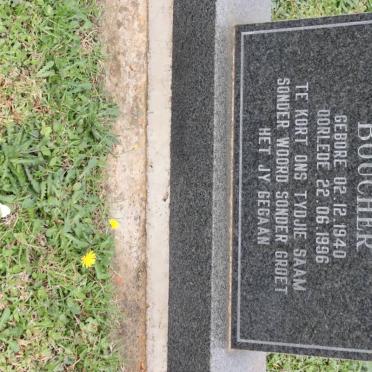 BOUCHER
GEBORE 02.12.1940
OORLEDE 22.06.1996
TE KORT ONS TYDJIE SAAM
SONDER WOORD SONDER GROET
HET JY GEGAAN